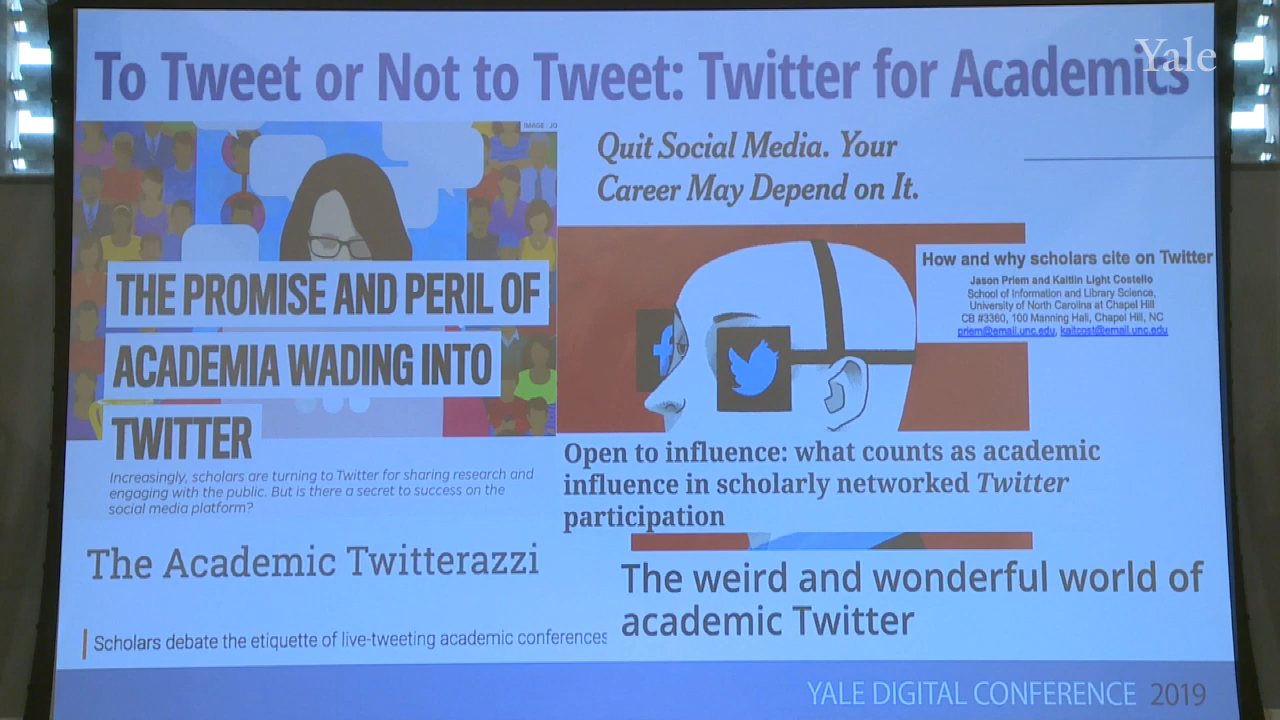 Yale
To Tweet or Not to Tweet: Twitter for Academics
IMAGE: JG
THE PROMISE AND PERIL OF
ACADEMIA WADING INTO
TWITTER
Increasingly, scholars are turning to Twitter for sharing research and
engaging with the public. But is there a secret to success on the
social media platform?
The Academic Twitterazzi
Scholars debate the etiquette of live-tweeting academic conferences
Quit Social Media. Your
Career May Depend on It.
How and why scholars cite on Twitter
Jason Priem and Kaitlin Light Costello
School of Information and Library Science,
University of North Carolina at Chapel Hill
CB #3360, 100 Manning Hall, Chapel Hill, NC
priem@email.unc.edu, kaitcost@email.unc.edu
f
Open to influence: what counts as academic
influence in scholarly networked Twitter
participation
The weird and wonderful world of
academic Twitter
YALE DIGITAL CONFERENCE 2019